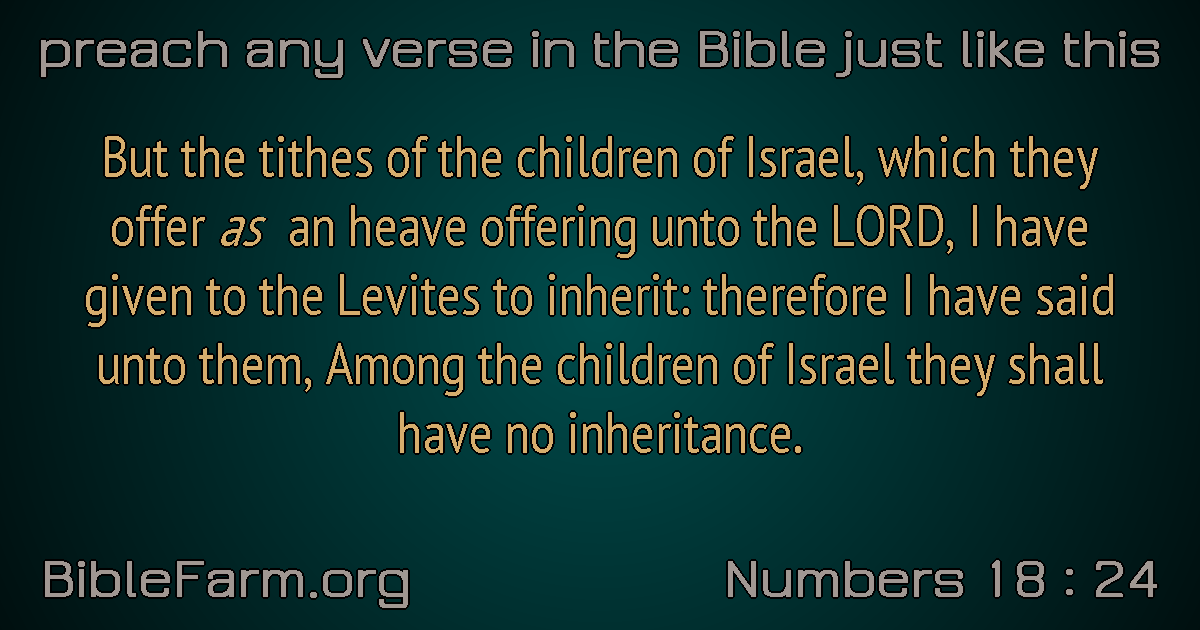 preach any verse in the Bible just like this
But the tithes of the children of Israel, which they
offer as an heave offering unto the LORD, I have
given to the Levites to inherit: therefore I have said
unto them, Among the children of Israel they shall
have no inheritance.
BibleFarm.org
Numbers 18 : 24